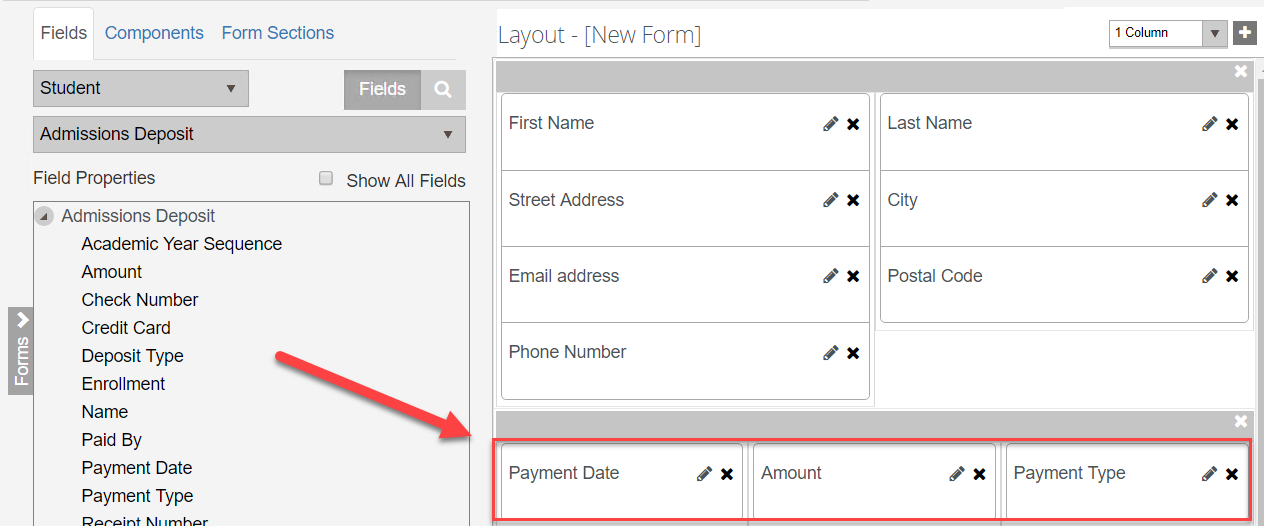 Fields Components Form Sections
Student
Fields
Admissions Deposit
Field Properties
Show All Fields
Admissions Deposit
Academic Year Sequence
Amount
Check Number
Credit Card
Deposit Type
Enrollment
Name
Paid By
Payment Date
Payment Type
Receipt Number
Forms
Layout - [New Form]
1 Column
First Name
Last Name
Street Address
City
Email address
Postal Code
Phone Number
Payment Date
Amount
Payment Type